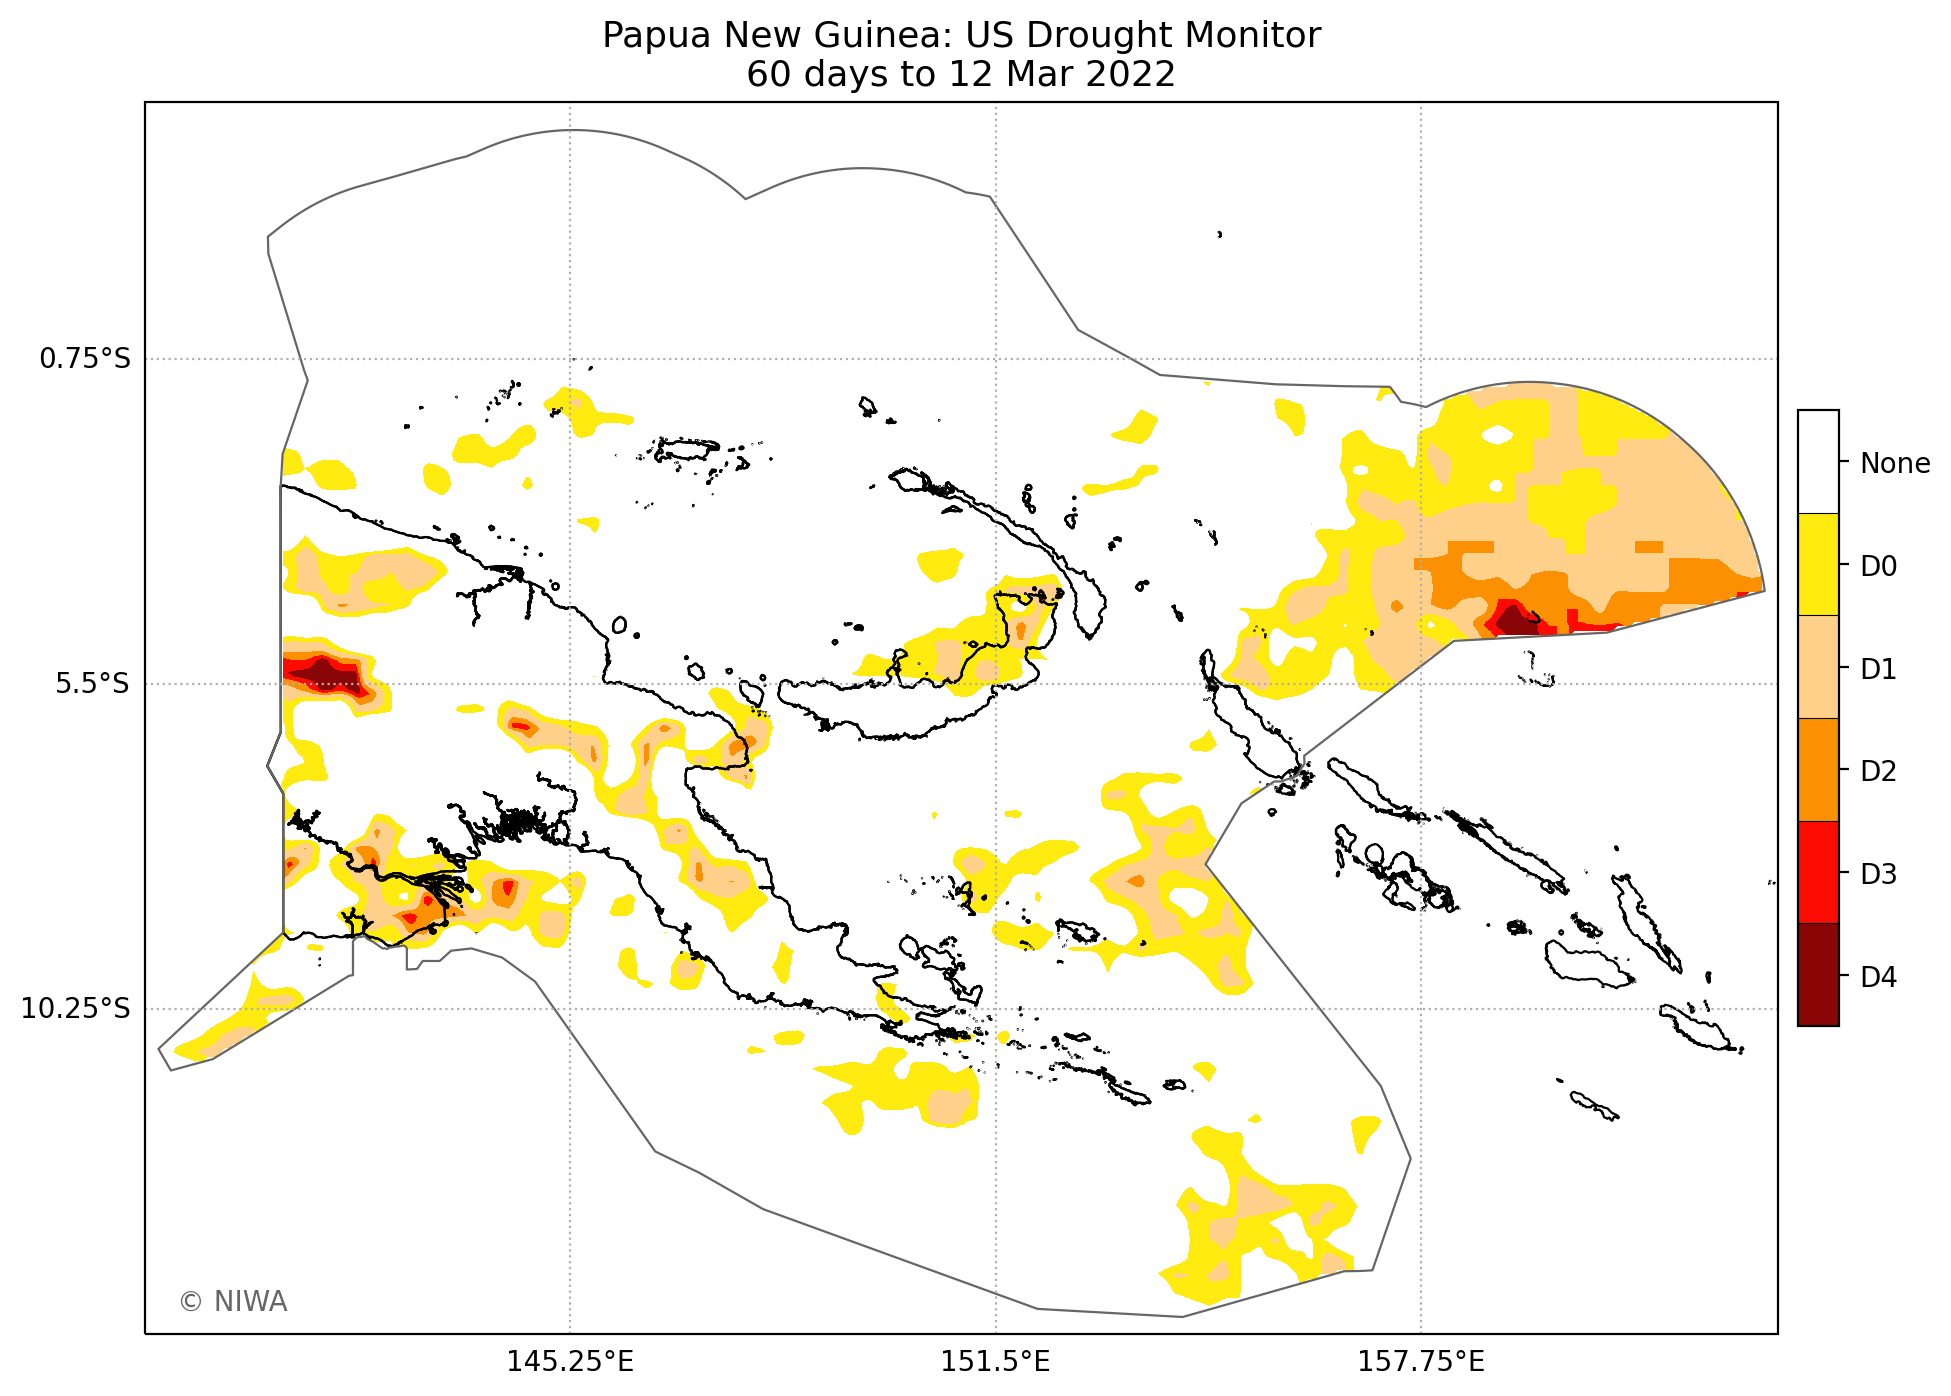 Papua New Guinea: US Drought Monitor
60 days to 12 Mar 2022
0.75°S
5.5°S
10.25°S
145.25°E
151.5°E
157.75°E
None
D0
D1
D2
D3
D4
© NIWA